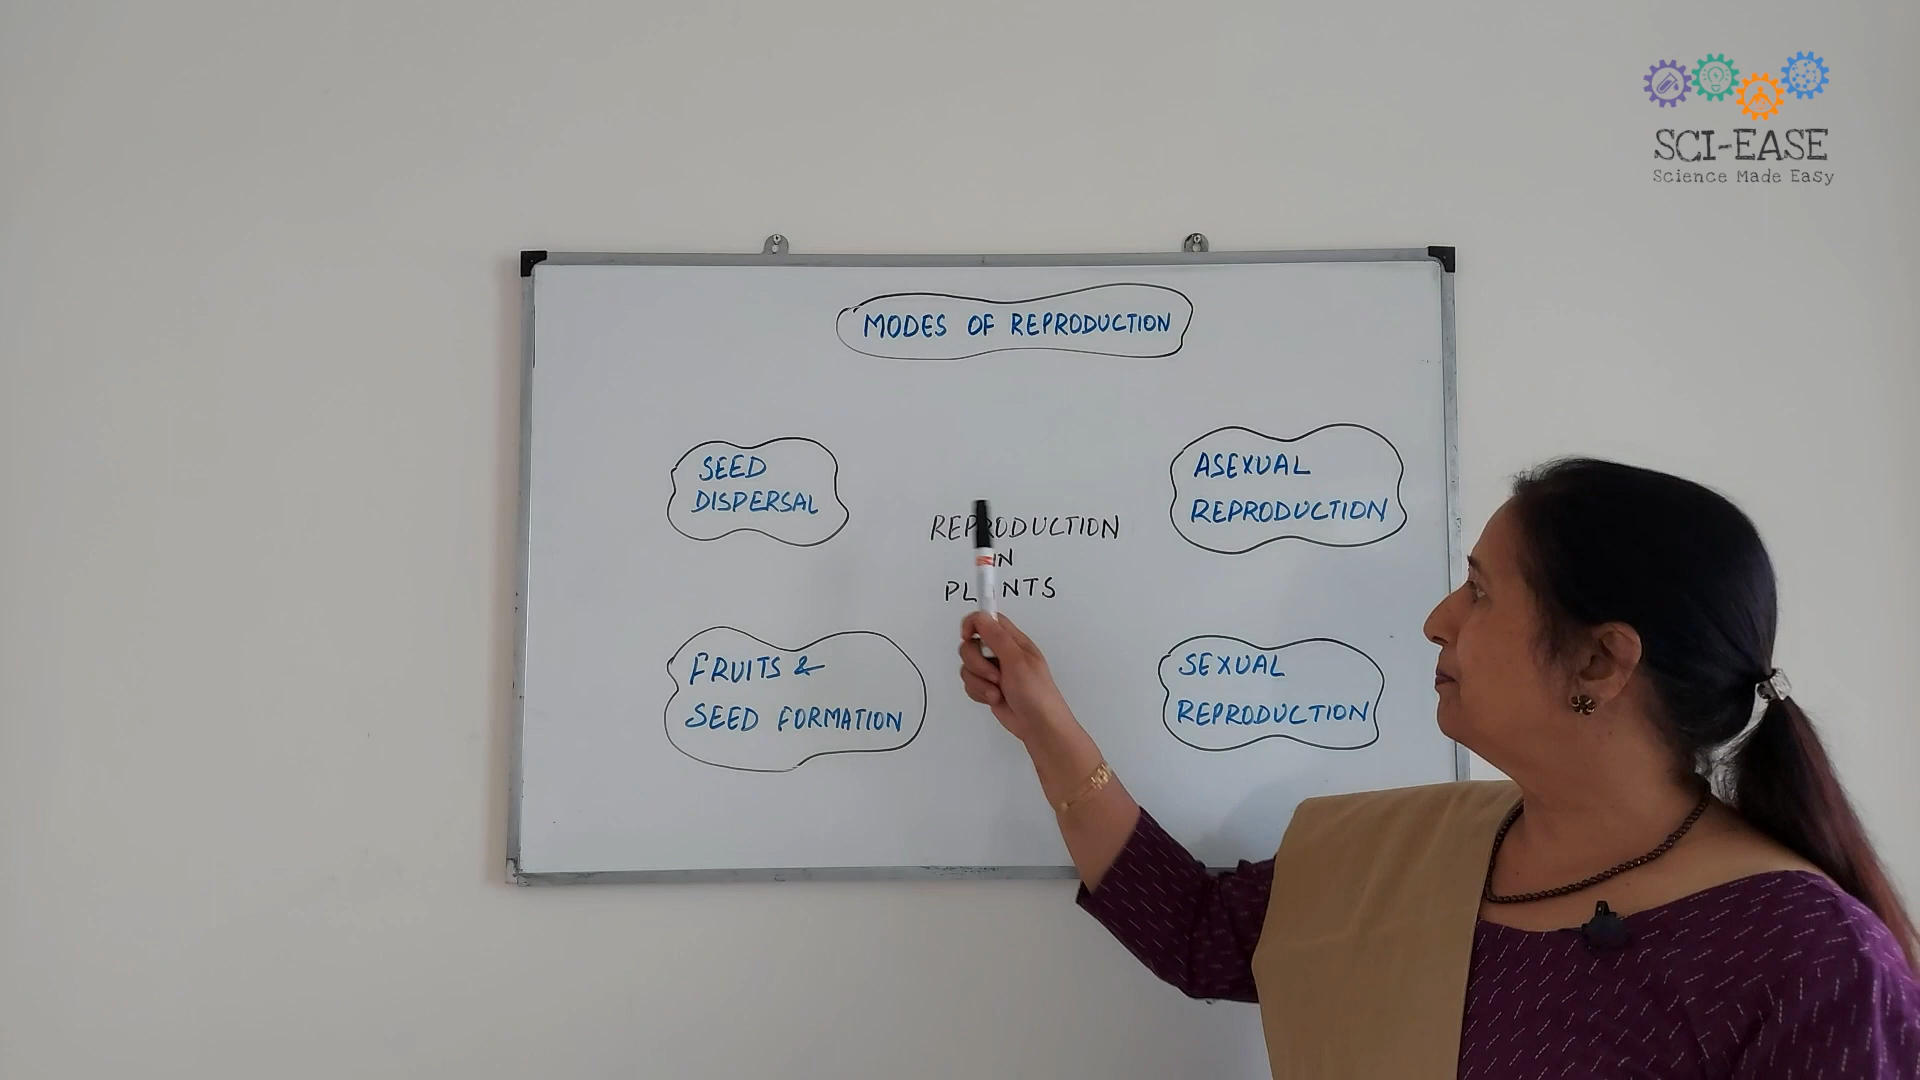 SCI-EASE
Science Made Easy
MODES OF REPRODUCTION
SEED
DISPERSAL
ASEXUAL
REPRODUCTION
REPRODUCTION
IN
PLANTS
FRUITS &
SEED FORMATION
SEXUAL
REPRODUCTION